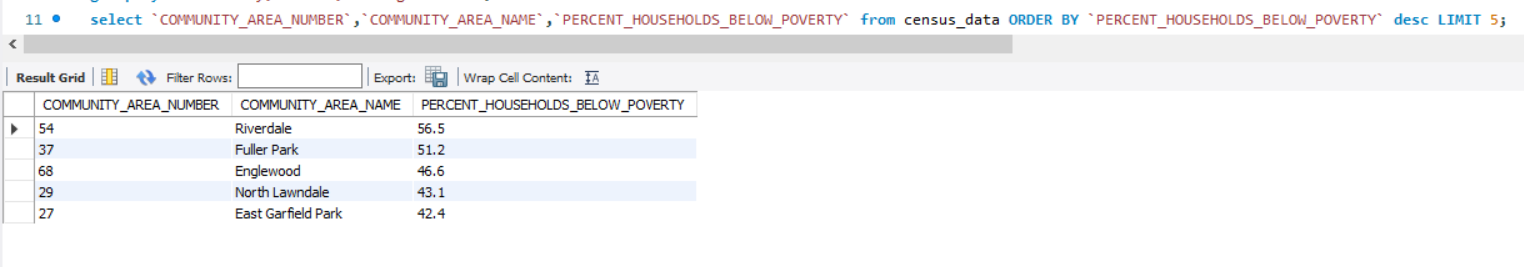 11 select `COMMUNITY_AREA_NUMBER`,`COMMUNITY_AREA_NAME`,`PERCENT_HOUSEHOLDS_BELOW_POVERTY` from census_data ORDER BY `PERCENT_HOUSEHOLDS_BELOW_POVERTY` desc LIMIT 5;
Result Grid Filter Rows: Export: Wrap Cell Content:
COMMUNITY_AREA_NUMBER COMMUNITY_AREA_NAME PERCENT_HOUSEHOLDS_BELOW_POVERTY
54 Riverdale 56.5
37 Fuller Park 51.2
68 Englewood 46.6
29 North Lawndale 43.1
27 East Garfield Park 42.4